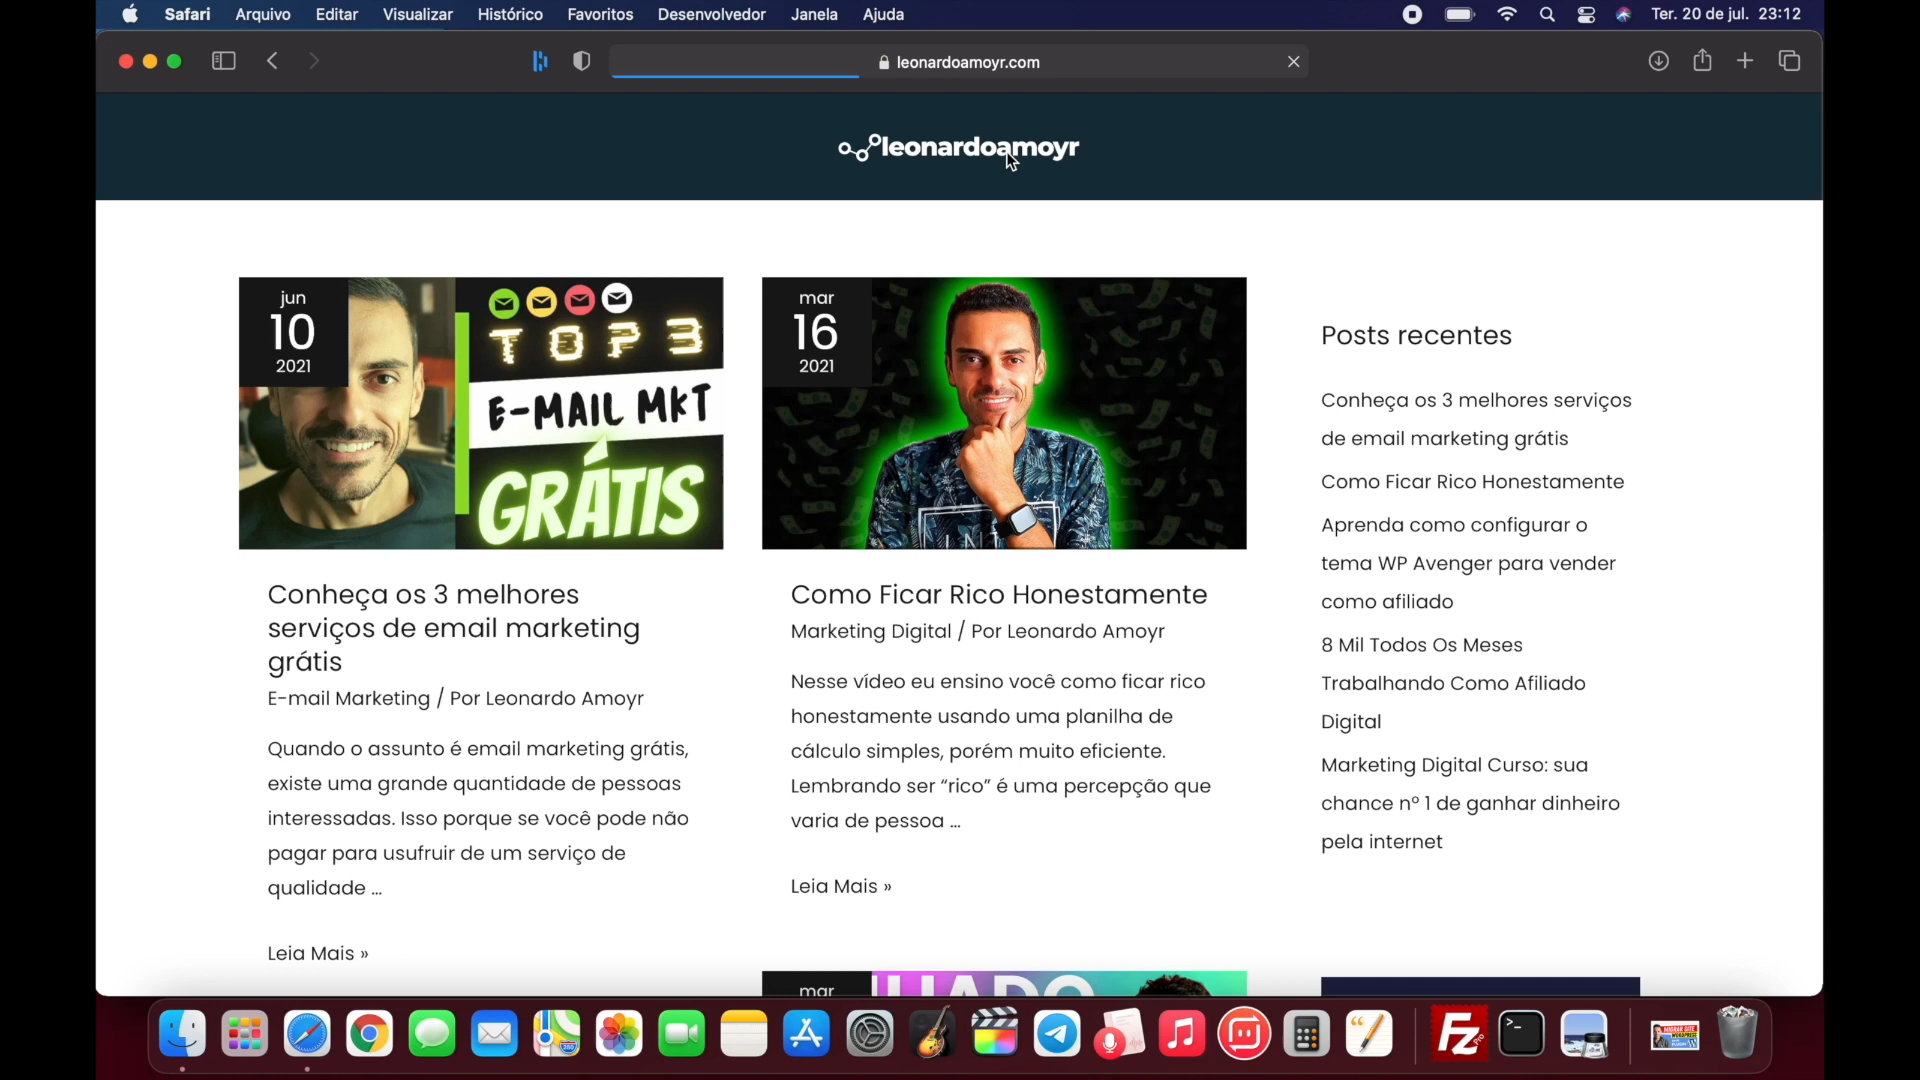 Safari Arquivo Editar Visualizar Histórico Favoritos Desenvolvedor Janela Ajuda Ter. 20 de jul. 23:12
leonardoamoyr.com
leonardoamoyr
jun
10
2021
TOP 3
E-MAIL MKT
GRÁTIS
mar
16
2021
Conheça os 3 melhores
serviços de email marketing
grátis
E-mail Marketing / Por Leonardo Amoyr
Quando o assunto é email marketing grátis,
existe uma grande quantidade de pessoas
interessadas. Isso porque se você pode não
pagar para usufruir de um serviço de
qualidade ...
Leia Mais »
Como Ficar Rico Honestamente
Marketing Digital / Por Leonardo Amoyr
Nesse vídeo eu ensino você como ficar rico
honestamente usando uma planilha de
cálculo simples, porém muito eficiente.
Lembrando ser “rico” é uma percepção que
varia de pessoa ...
Leia Mais »
mar
Posts recentes
Conheça os 3 melhores serviços
de email marketing grátis
Como Ficar Rico Honestamente
Aprenda como configurar o
tema WP Avenger para vender
como afiliado
8 Mil Todos Os Meses
Trabalhando Como Afiliado
Digital
Marketing Digital Curso: sua
chance nº 1 de ganhar dinheiro
pela internet
Fz Pro